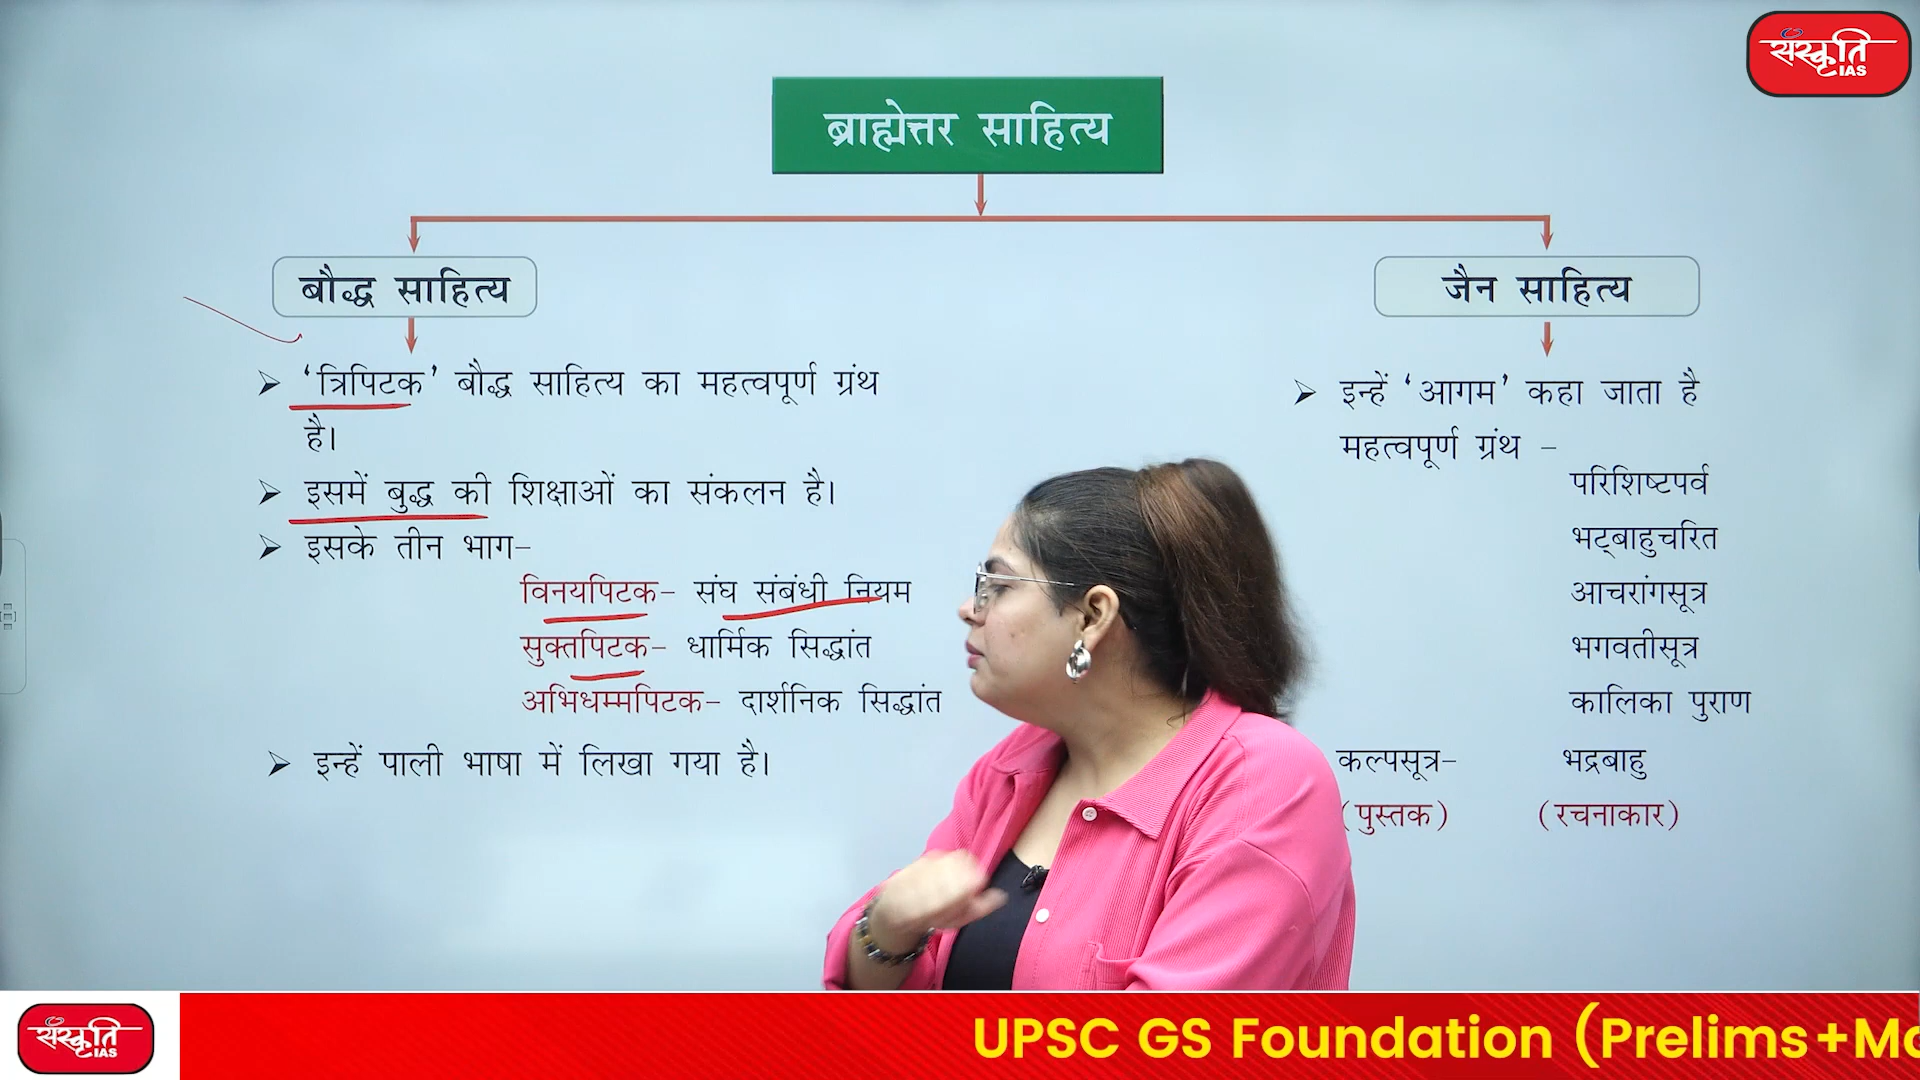 संस्कृति
IAS
ब्राह्मेत्तर साहित्य
बौद्ध साहित्य
‘त्रिपिटक’ बौद्ध साहित्य का महत्वपूर्ण ग्रंथ
है।
इसमें बुद्ध की शिक्षाओं का संकलन है।
इसके तीन भाग–
विनयपिटक– संघ संबंधी नियम
सुक्तपिटक– धार्मिक सिद्धांत
अभिधम्मपिटक– दार्शनिक सिद्धांत
इन्हें पाली भाषा में लिखा गया है।
जैन साहित्य
इन्हें ‘आगम’ कहा जाता है
महत्वपूर्ण ग्रंथ –
परिशिष्टपर्व
भट्बाहुचरित
आचरांगसूत्र
भगवतीसूत्र
कालिका पुराण
कल्पसूत्र– भद्रबाहु
(पुस्तक) (रचनाकार)
संस्कृति
IAS
UPSC GS Foundation (Prelims+Ma